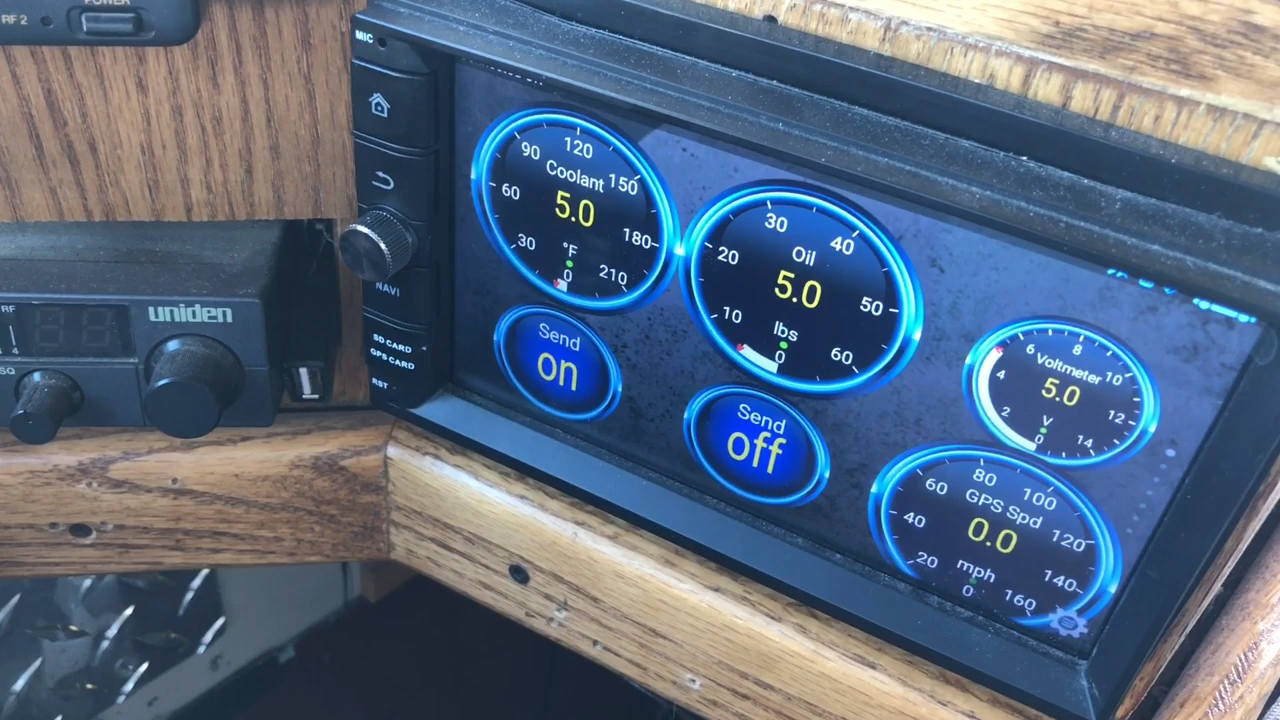 POWER
RF 2
MIC
NAVI
SD CARD
GPS CARD
RST
RF
4
SQ
uniden
120
90
150
Coolant
60
5.0
180
30
°F
210
0
30
40
Oil
20
5.0
50
10
lbs
60
0
Send
on
Send
off
8
6
10
Voltmeter
4
5.0
12
2
V
14
0
80
60
100
GPS Spd
40
0.0
120
20
mph
140
0
160